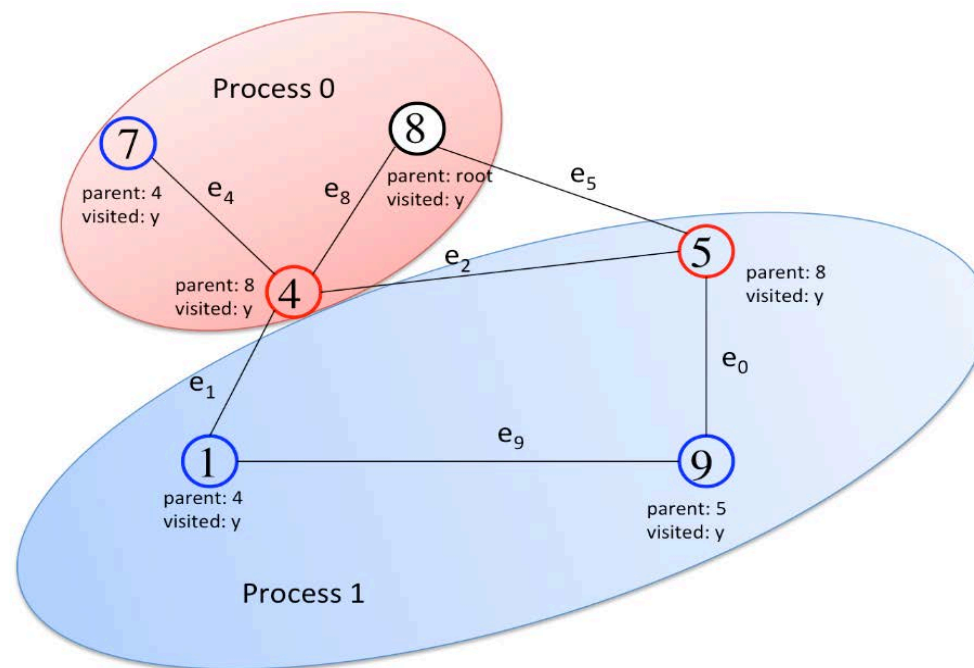 Process 0
8
7
parent: root
visited: y
e5
e4
e8
parent: 4
visited: y
5
e2
parent: 8
visited: y
parent: 8
visited: y
4
e0
e1
e9
1
9
parent: 4
visited: y
parent: 5
visited: y
Process 1